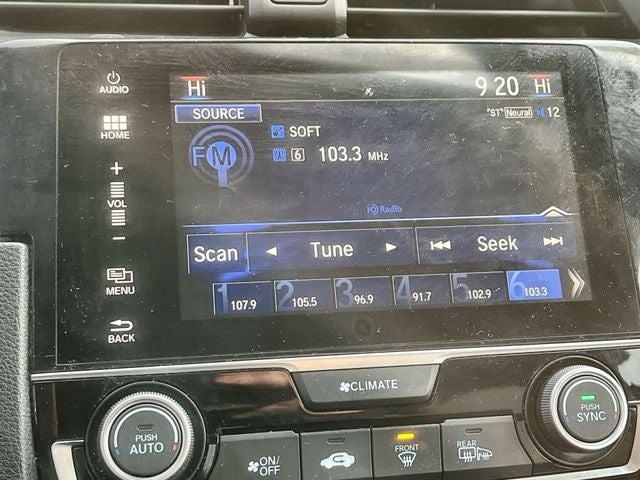 AUDIO
HOME
+
VOL
-
MENU
BACK
Hi 9 20 Hi
SOURCE "ST" Neural 12
FM
SOFT
6 103.3 MHz
HD Radio
Scan Tune Seek
1 107.9 2 105.5 3 96.9 4 91.7 5 102.9 6 103.3
CLIMATE
PUSH AUTO
ON/OFF
FRONT
REAR
PUSH SYNC